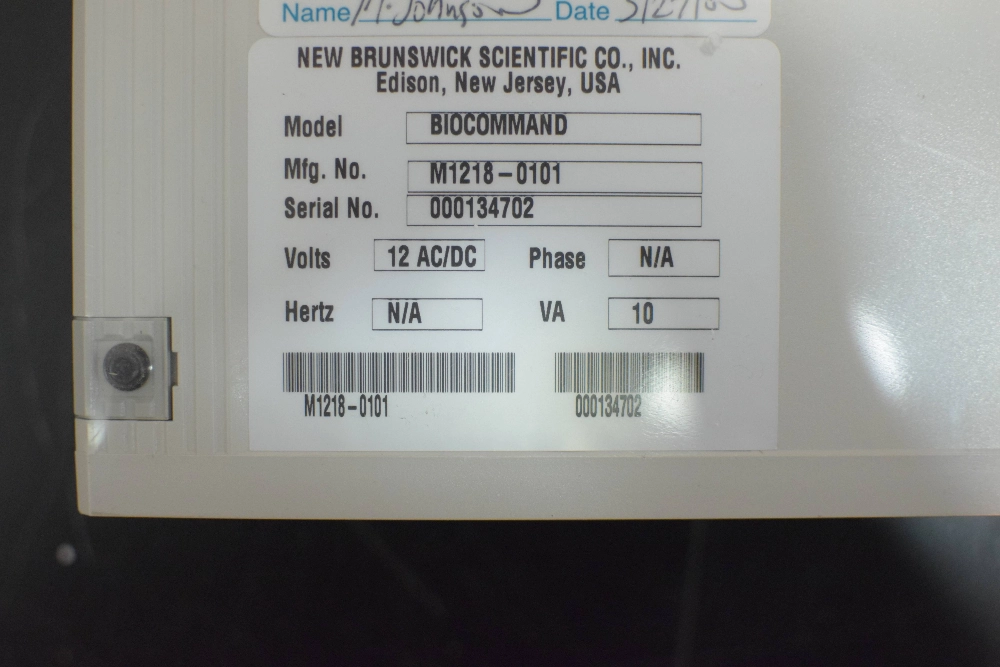 Name M. Johnson Date
NEW BRUNSWICK SCIENTIFIC CO., INC.
Edison, New Jersey, USA
Model BIOCOMMAND
Mfg. No. M1218-0101
Serial No. 000134702
Volts 12 AC/DC Phase N/A
Hertz N/A VA 10
M1218-0101 000134702